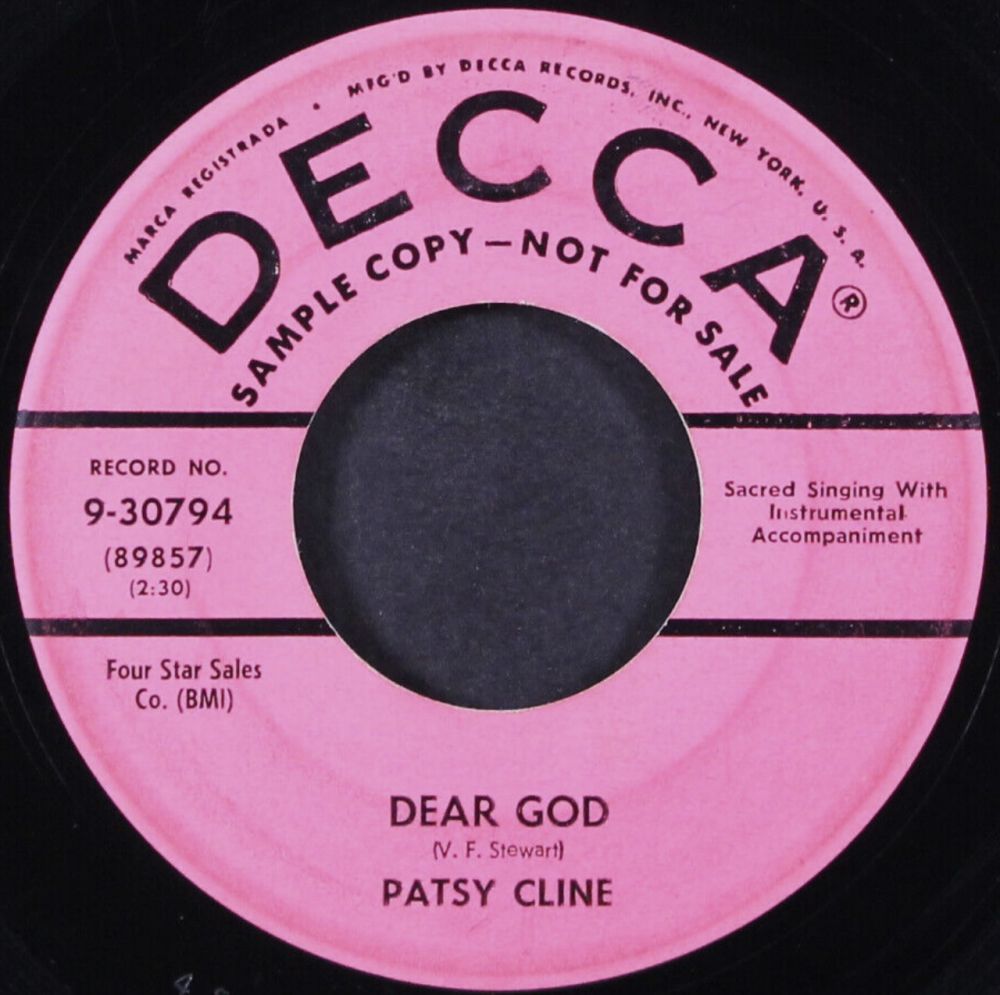 MARCA REGISTRADA • MFG'D BY DECCA RECORDS, INC., NEW YORK, U. S. A.
DECCA®
SAMPLE COPY—NOT FOR SALE
RECORD NO.
9-30794
(89857)
(2:30)
Sacred Singing With
Instrumental
Accompaniment
Four Star Sales
Co. (BMI)
DEAR GOD
(V. F. Stewart)
PATSY CLINE